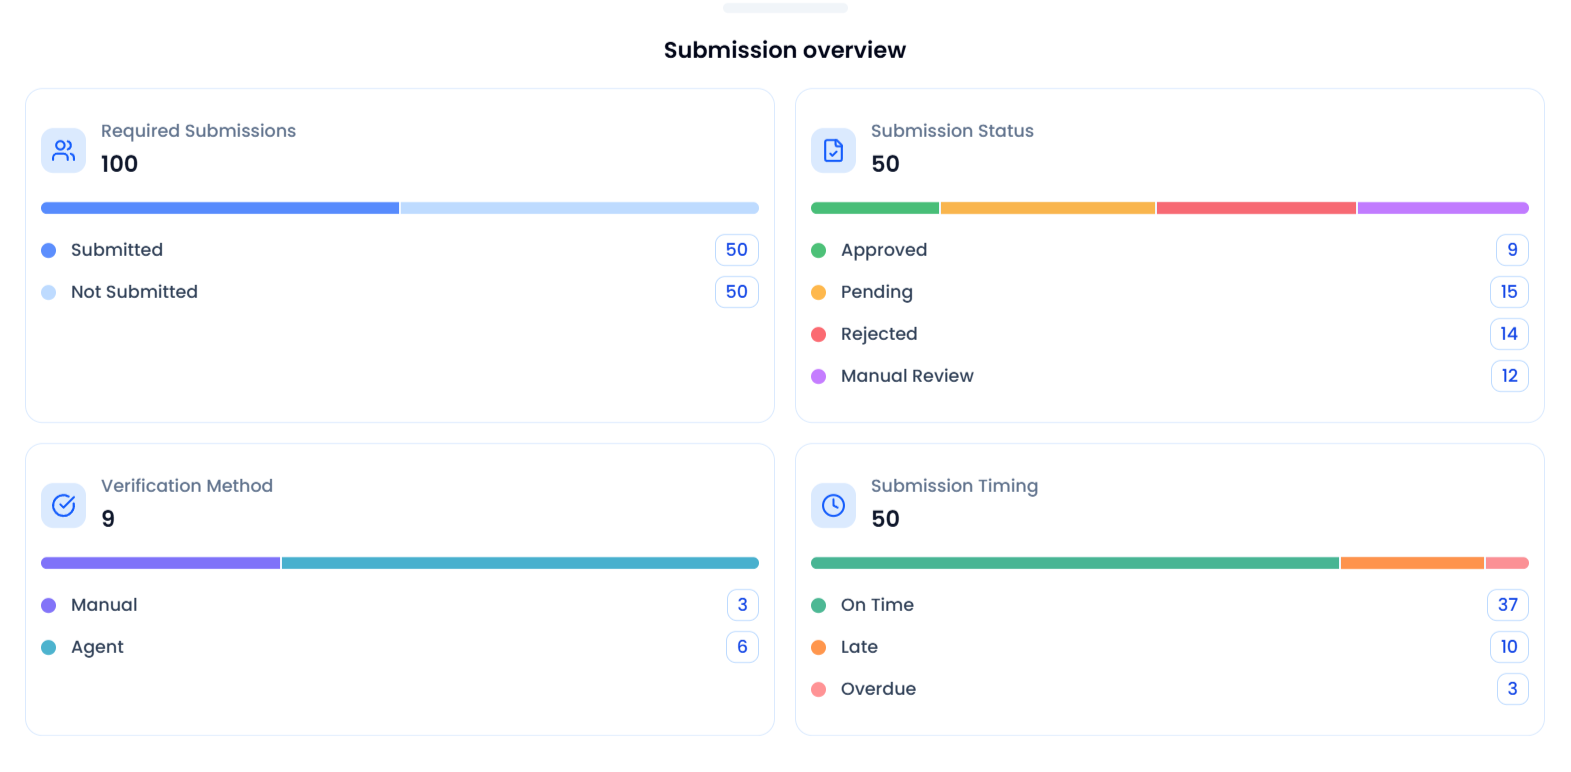 Submission overview
Required Submissions
100
Submitted 50
Not Submitted 50
Submission Status
50
Approved 9
Pending 15
Rejected 14
Manual Review 12
Verification Method
9
Manual 3
Agent 6
Submission Timing
50
On Time 37
Late 10
Overdue 3